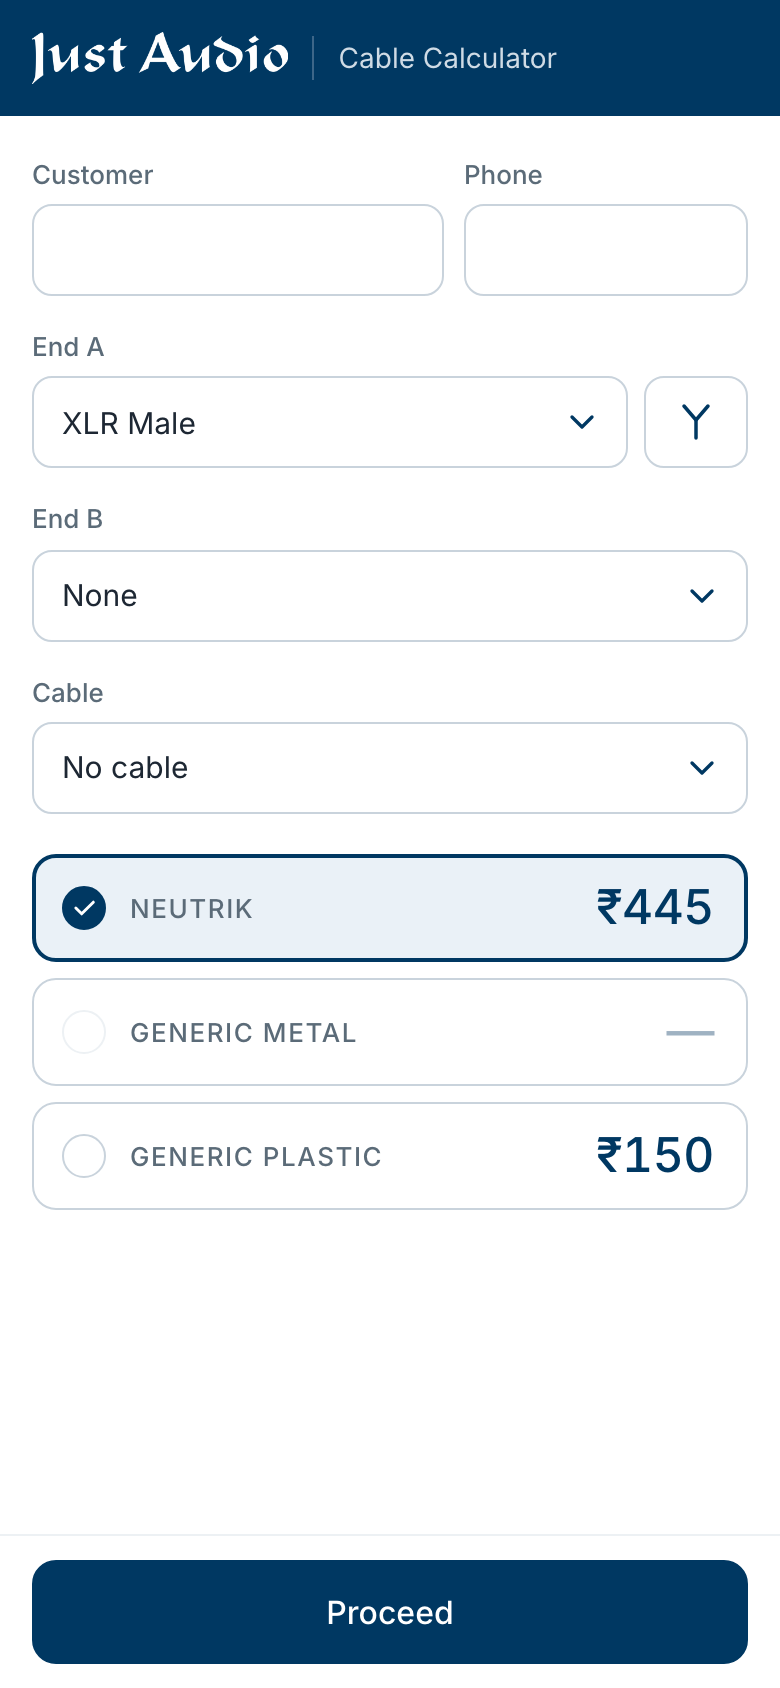 Just Audio | Cable Calculator
Customer Phone
End A
XLR Male Y
End B
None
Cable
No cable
NEUTRIK ₹445
GENERIC METAL —
GENERIC PLASTIC ₹150
Proceed